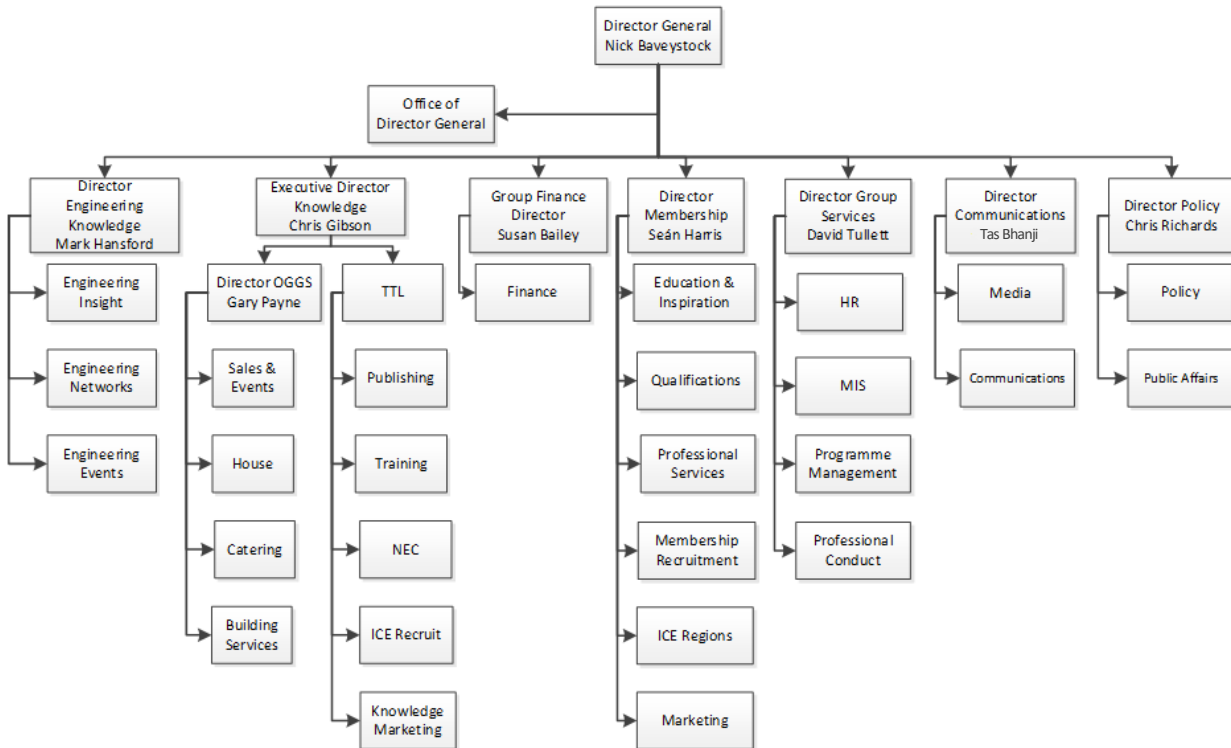 Director General
Nick Baveystock
Office of
Director General
Director
Engineering
Knowledge
Mark Hansford
Executive Director
Knowledge
Chris Gibson
Group Finance
Director
Susan Bailey
Director
Membership
Seán Harris
Director Group
Services
David Tullett
Director
Communications
Tas Bhanji
Director Policy
Chris Richards
Engineering
Insight
Engineering
Networks
Engineering
Events
Director OGGS
Gary Payne
Sales &
Events
House
Catering
Building
Services
TTL
Publishing
Training
NEC
ICE Recruit
Knowledge
Marketing
Finance
Education &
Inspiration
Qualifications
Professional
Services
Membership
Recruitment
ICE Regions
Marketing
HR
MIS
Programme
Management
Professional
Conduct
Media
Communications
Policy
Public Affairs